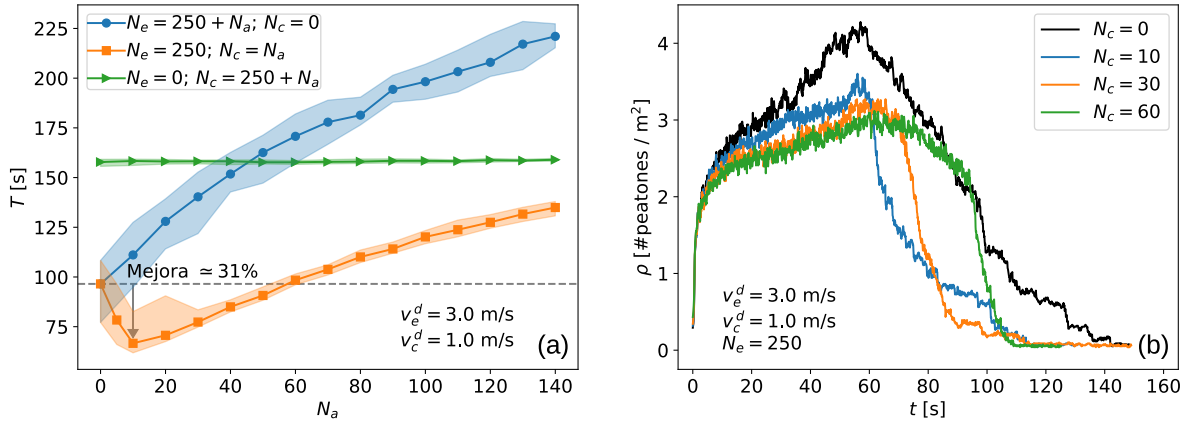 225
200
175
150
125
100
75
T [s]
N_e = 250 + N_a; N_c = 0
N_e = 250; N_c = N_a
N_e = 0; N_c = 250 + N_a
Mejora ≃ 31%
v_e^d = 3.0 m/s
v_c^d = 1.0 m/s
(a)
0 20 40 60 80 100 120 140
N_a
4
3
2
1
0
ρ [#peatones / m²]
N_c = 0
N_c = 10
N_c = 30
N_c = 60
v_e^d = 3.0 m/s
v_c^d = 1.0 m/s
N_e = 250
(b)
0 20 40 60 80 100 120 140 160
t [s]